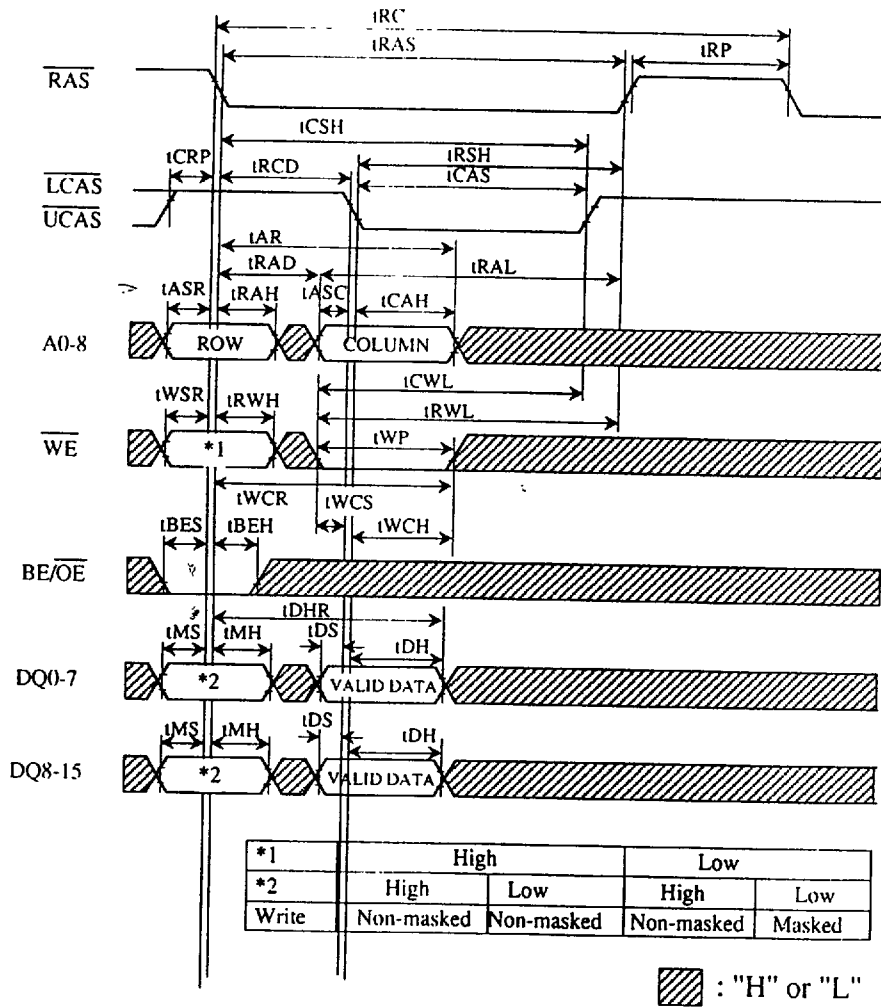 tRC
tRAS
tRP
RAS
tCSH
tCRP
tRCD
tRSH
LCAS
tCAS
UCAS
tAR
tRAD
tRAL
tASR
tRAH
tASC
tCAH
A0-8
ROW
COLUMN
tCWL
tWSR
tRWH
tRWL
WE
*1
tWP
tWCR
tWCS
tBES
tBEH
tWCH
BE/OE
tDHR
tMS
tMH
tDS
tDH
DQ0-7
*2
VALID DATA
tMS
tMH
tDS
tDH
DQ8-15
*2
VALID DATA
*1 High Low
*2 High Low High Low
Write Non-masked Non-masked Non-masked Masked
: "H" or "L"